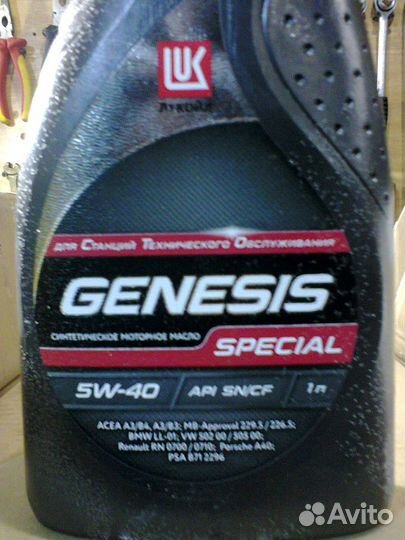 LUK
ЛУКОЙЛ
для Станций Технического Обслуживания
GENESIS
СИНТЕТИЧЕСКОЕ МОТОРНОЕ МАСЛО
SPECIAL
5W-40 API SN/CF 1 л
ACEA A3/B4, A3/B3; MB-Approval 229.5 / 226.5;
BMW LL-01; VW 502 00 / 505 00;
Renault RN 0700 / 0710; Porsche A40;
PSA B71 2296
Avito